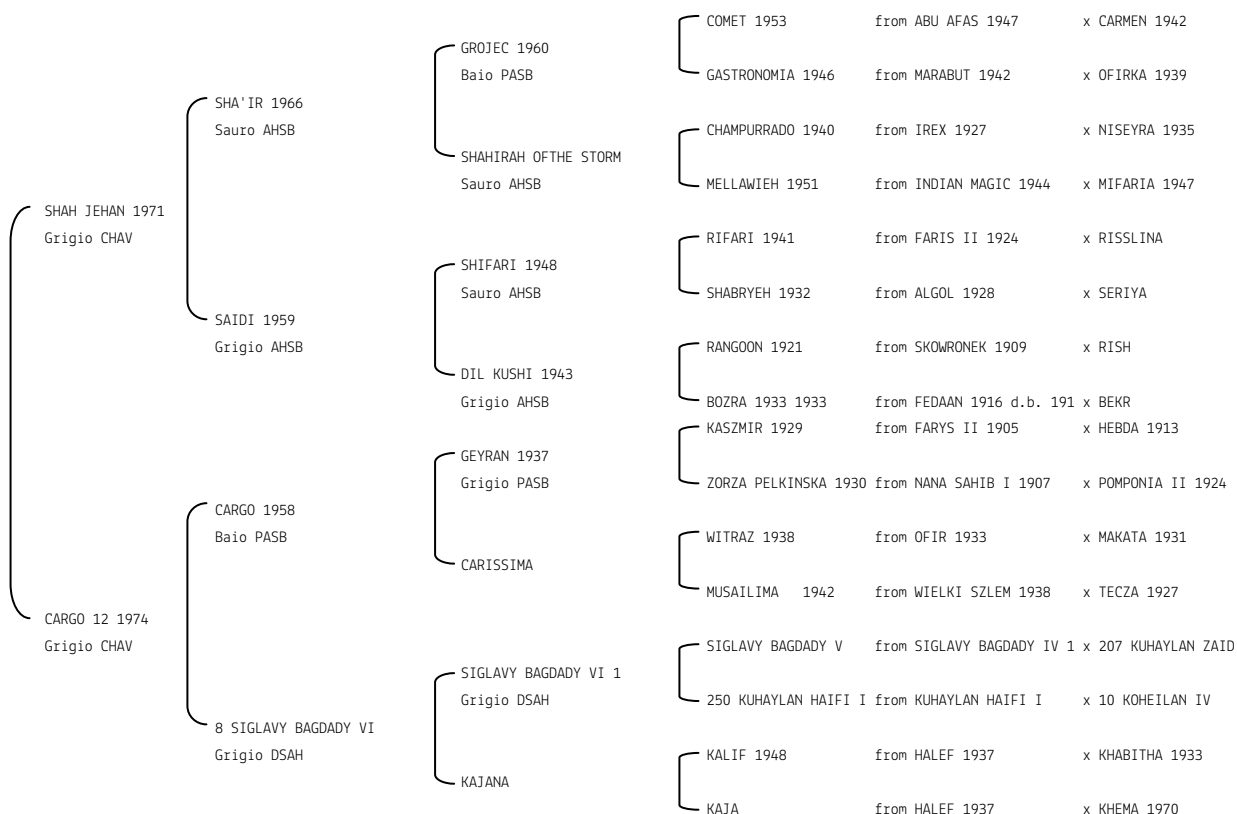 COMET 1953 from ABU AFAS 1947 x CARMEN 1942
GROJEC 1960
Baio PASB GASTRONOMIA 1946 from MARABUT 1942 x OFIRKA 1939
SHA'IR 1966
Sauro AHSB CHAMPURRADO 1940 from IREX 1927 x NISEYRA 1935
SHAHIRAH OFTHE STORM
Sauro AHSB MELLAWIEH 1951 from INDIAN MAGIC 1944 x MIFARIA 1947
SHAH JEHAN 1971
Grigio CHAV RIFARI 1941 from FARIS II 1924 x RISSLINA
SHIFARI 1948
Sauro AHSB SHABRYEH 1932 from ALGOL 1928 x SERIYA
SAIDI 1959
Grigio AHSB RANGOON 1921 from SKOWRONEK 1909 x RISH
DIL KUSHI 1943
Grigio AHSB BOZRA 1933 1933 from FEDAAN 1916 d.b. 191 x BEKR
KASZMIR 1929 from FARYS II 1905 x HEBDA 1913
GEYRAN 1937
Grigio PASB ZORZA PELKINSKA 1930 from NANA SAHIB I 1907 x POMPONIA II 1924
CARGO 1958
Baio PASB WITRAZ 1938 from OFIR 1933 x MAKATA 1931
CARISSIMA
MUSAILIMA 1942 from WIELKI SZLEM 1938 x TECZA 1927
CARGO 12 1974
Grigio CHAV SIGLAVY BAGDADY V from SIGLAVY BAGDADY IV 1 x 207 KUHAYLAN ZAID
SIGLAVY BAGDADY VI 1
Grigio DSAH 250 KUHAYLAN HAIFI I from KUHAYLAN HAIFI I x 10 KOHEILAN IV
8 SIGLAVY BAGDADY VI
Grigio DSAH KALIF 1948 from HALEF 1937 x KHABITHA 1933
KAJANA
KAJA from HALEF 1937 x KHEMA 1970